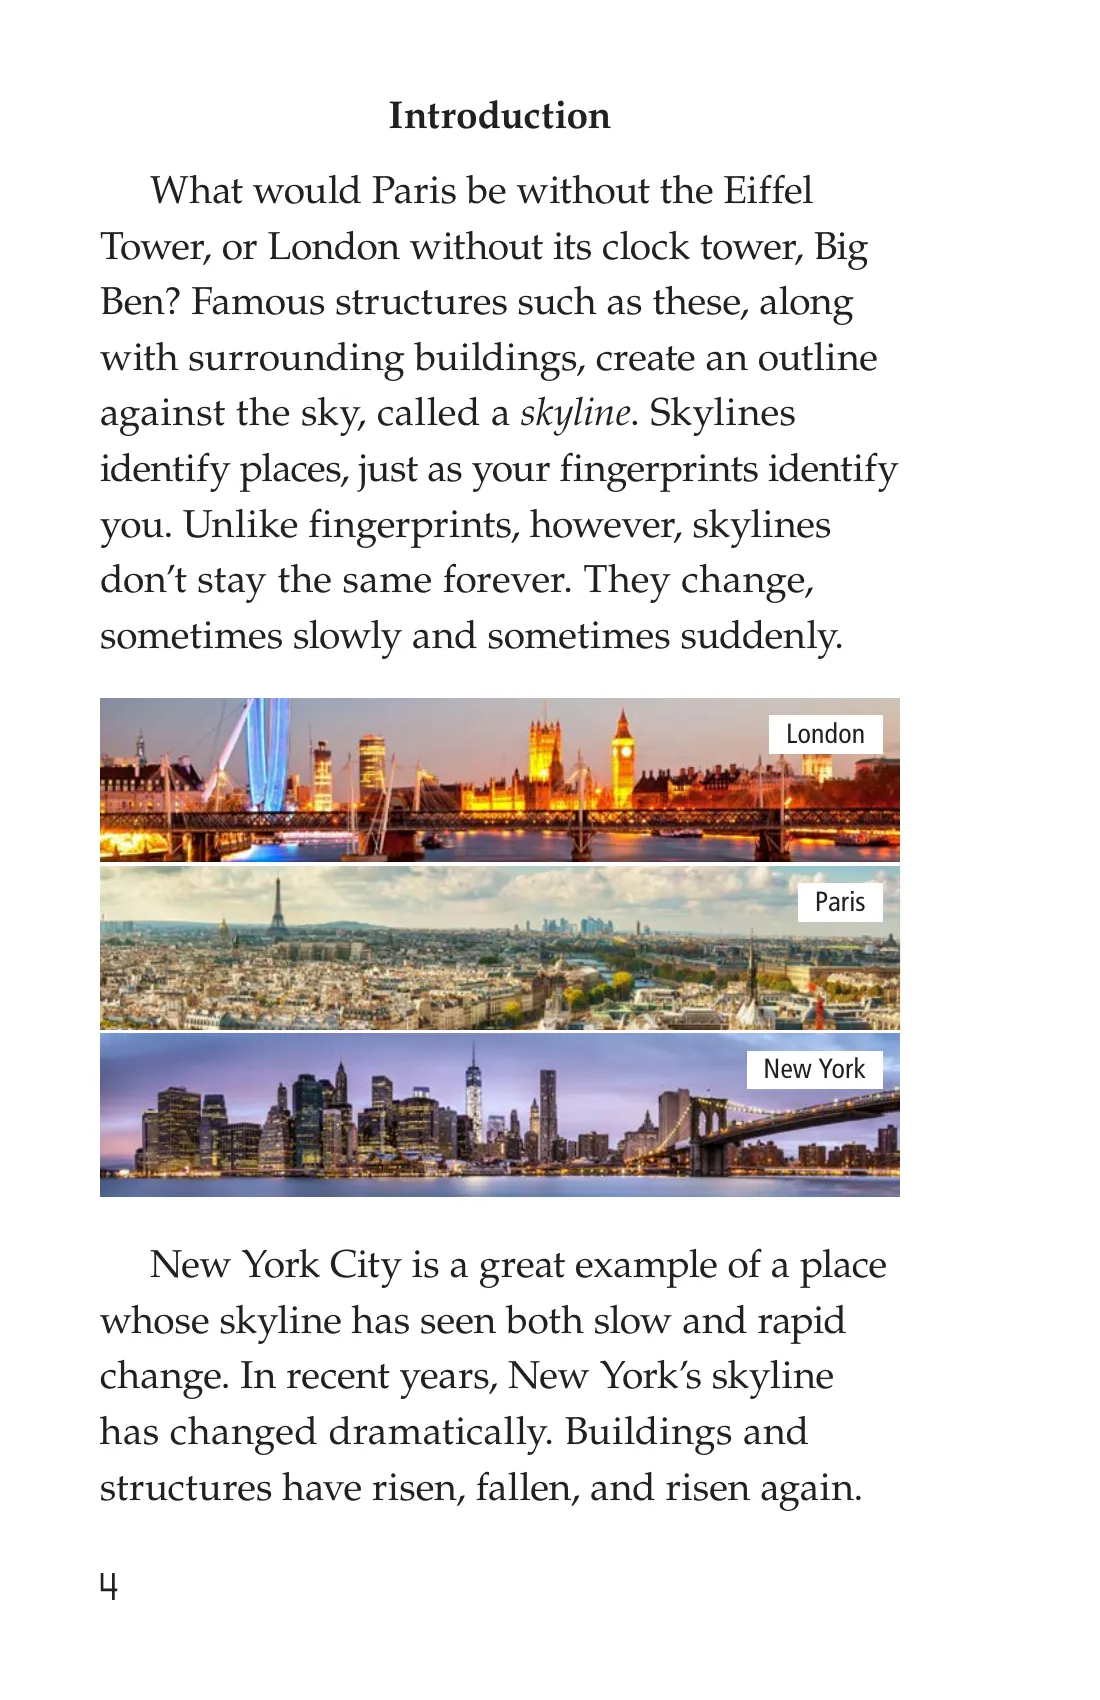 Introduction
What would Paris be without the Eiffel
Tower, or London without its clock tower, Big
Ben? Famous structures such as these, along
with surrounding buildings, create an outline
against the sky, called a skyline. Skylines
identify places, just as your fingerprints identify
you. Unlike fingerprints, however, skylines
don’t stay the same forever. They change,
sometimes slowly and sometimes suddenly.
London
Paris
New York
New York City is a great example of a place
whose skyline has seen both slow and rapid
change. In recent years, New York’s skyline
has changed dramatically. Buildings and
structures have risen, fallen, and risen again.
4